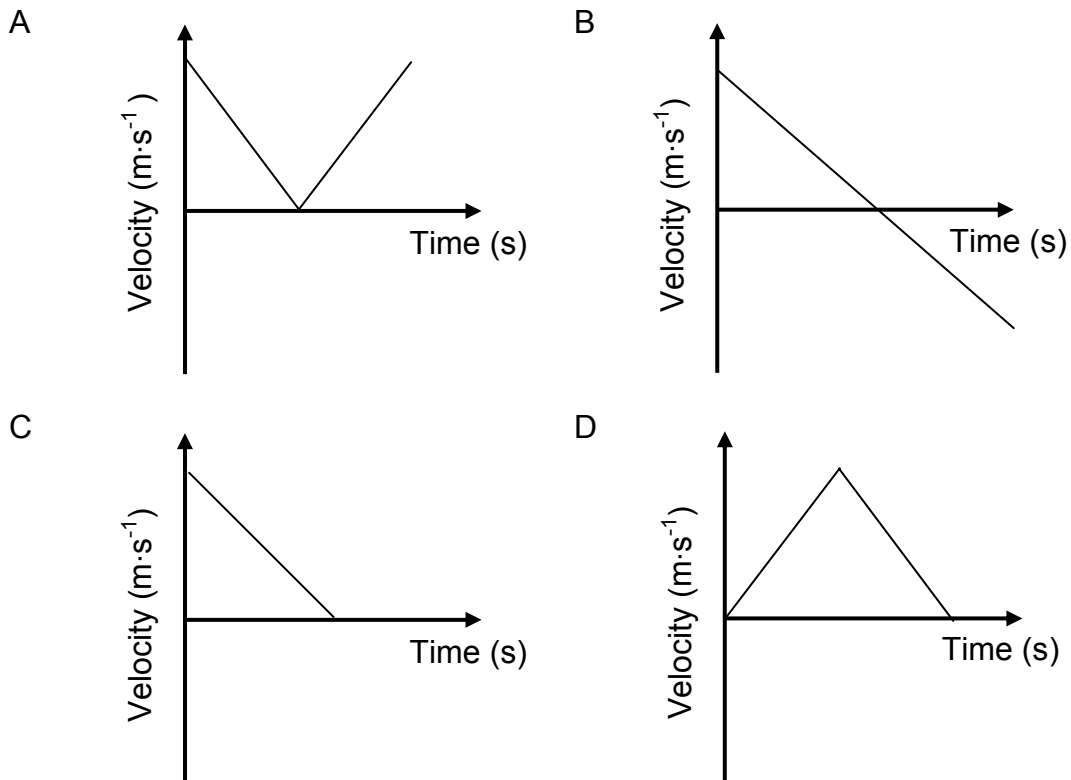 A
Velocity (m·s⁻¹ )
Time (s)
B
Velocity (m·s⁻¹)
Time (s)
C
Velocity (m·s⁻¹)
Time (s)
D
Velocity (m·s⁻¹)
Time (s)